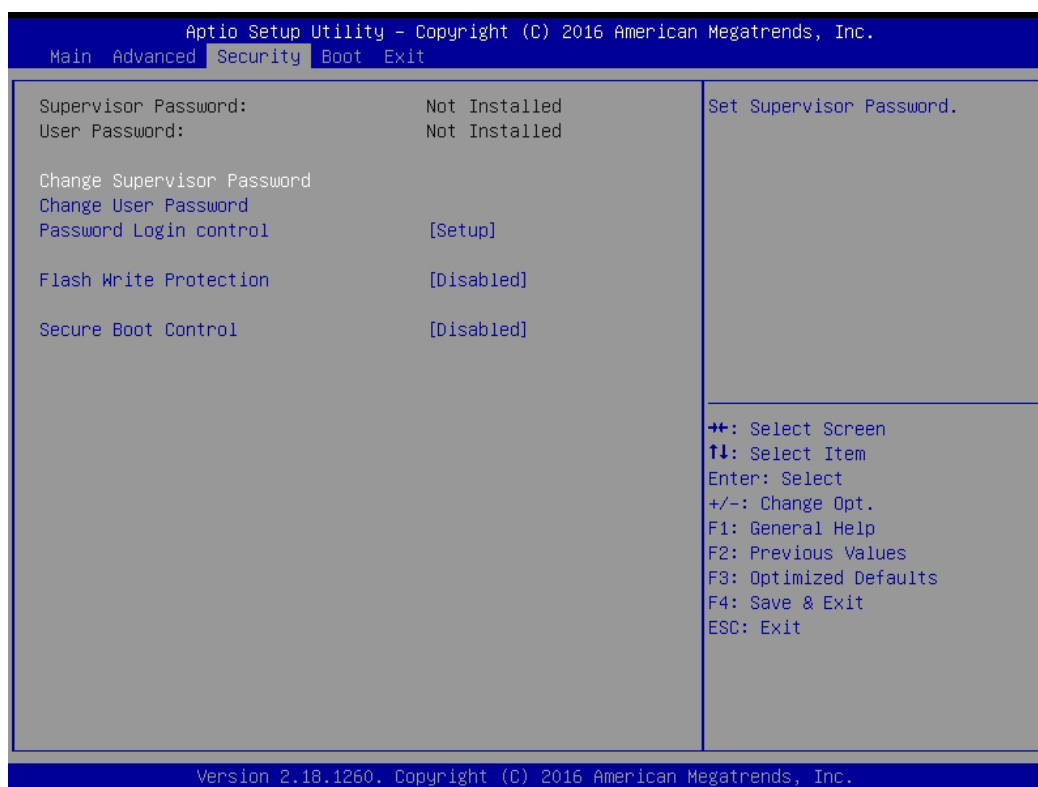 Aptio Setup Utility – Copyright (C) 2016 American Megatrends, Inc.
Main Advanced Security Boot Exit
Supervisor Password: Not Installed
User Password: Not Installed
Change Supervisor Password
Change User Password
Password Login control [Setup]
Flash Write Protection [Disabled]
Secure Boot Control [Disabled]
Set Supervisor Password.
→←: Select Screen
↑↓: Select Item
Enter: Select
+/-: Change Opt.
F1: General Help
F2: Previous Values
F3: Optimized Defaults
F4: Save & Exit
ESC: Exit
Version 2.18.1260. Copyright (C) 2016 American Megatrends, Inc.